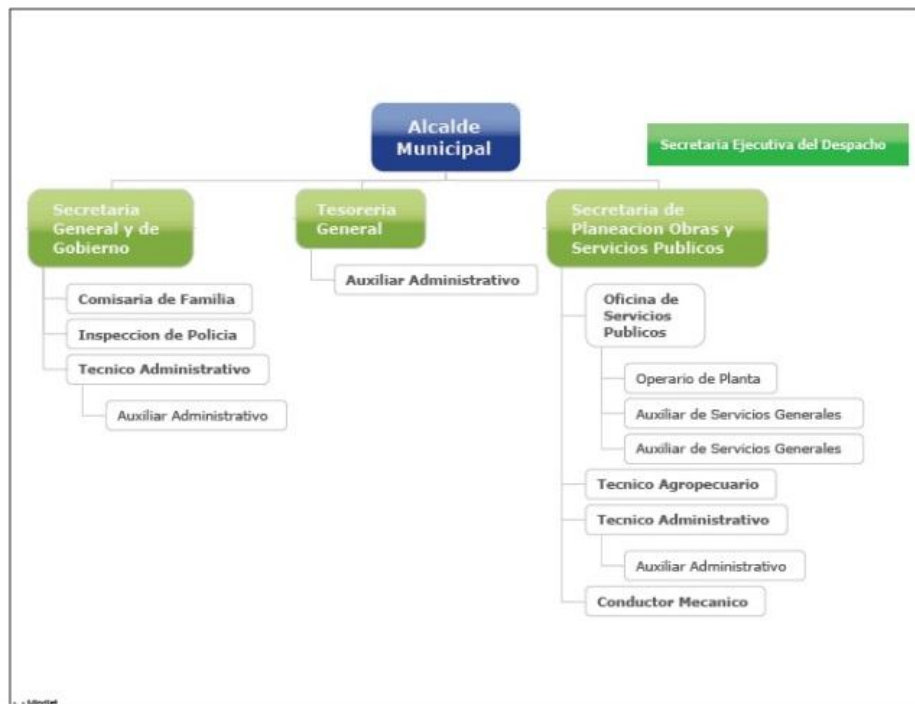 Alcalde
Municipal
Secretaria Ejecutiva del Despacho
Secretaria
General y de
Gobierno
Comisaria de Familia
Inspeccion de Policia
Tecnico Administrativo
Auxiliar Administrativo
Tesoreria
General
Auxiliar Administrativo
Secretaria de
Planeacion Obras y
Servicios Publicos
Oficina de
Servicios
Publicos
Operario de Planta
Auxiliar de Servicios Generales
Auxiliar de Servicios Generales
Tecnico Agropecuario
Tecnico Administrativo
Auxiliar Administrativo
Conductor Mecanico